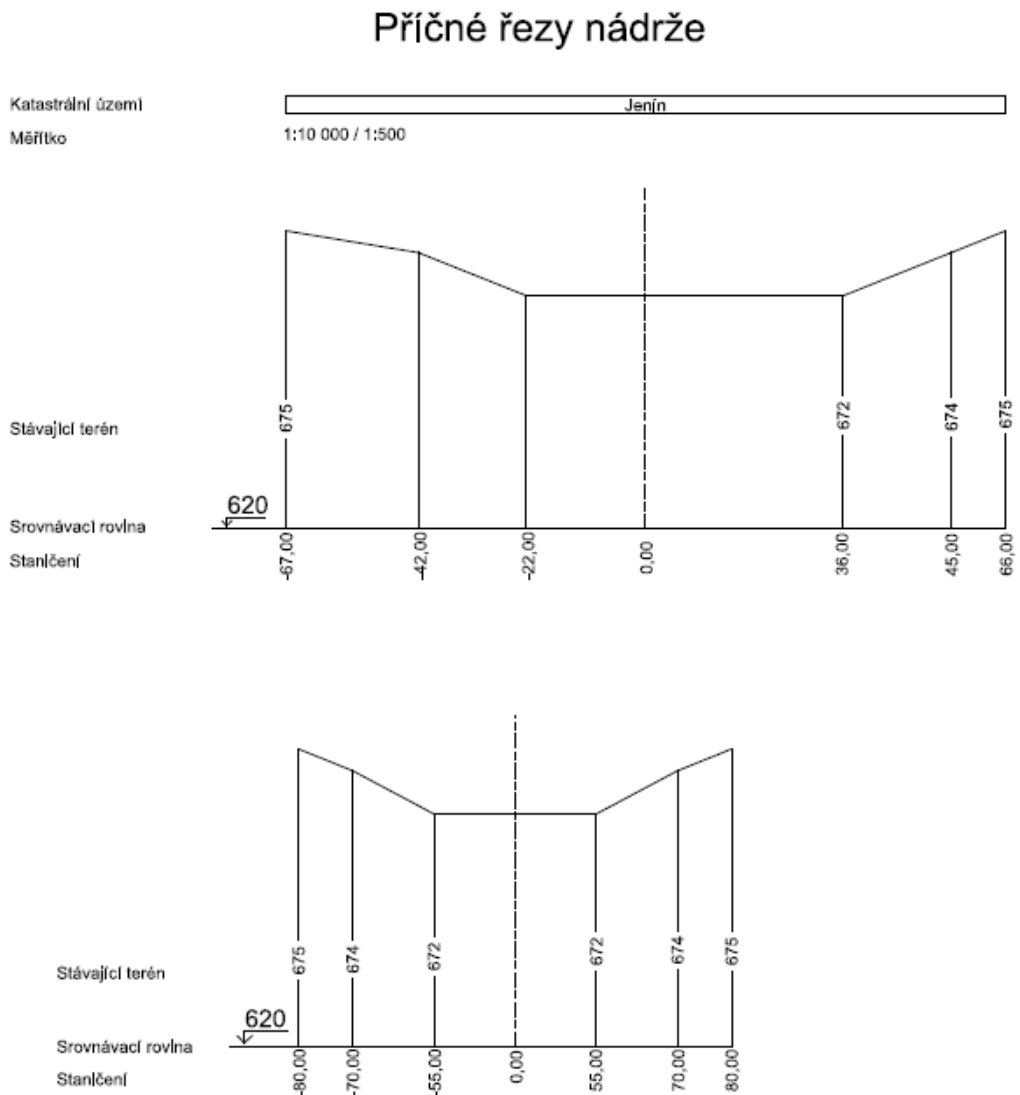 Příčné řezy nádrže
Katastrální území
Jenín
Měřítko
1:10 000 / 1:500
Stávající terén
675
672
674
675
620
Srovnávací rovina
Staničení
-67,00
-42,00
-22,00
0,00
36,00
45,00
66,00
Stávající terén
675
674
672
672
674
675
620
Srovnávací rovina
Staničení
-80,00
-70,00
-55,00
0,00
55,00
70,00
80,00